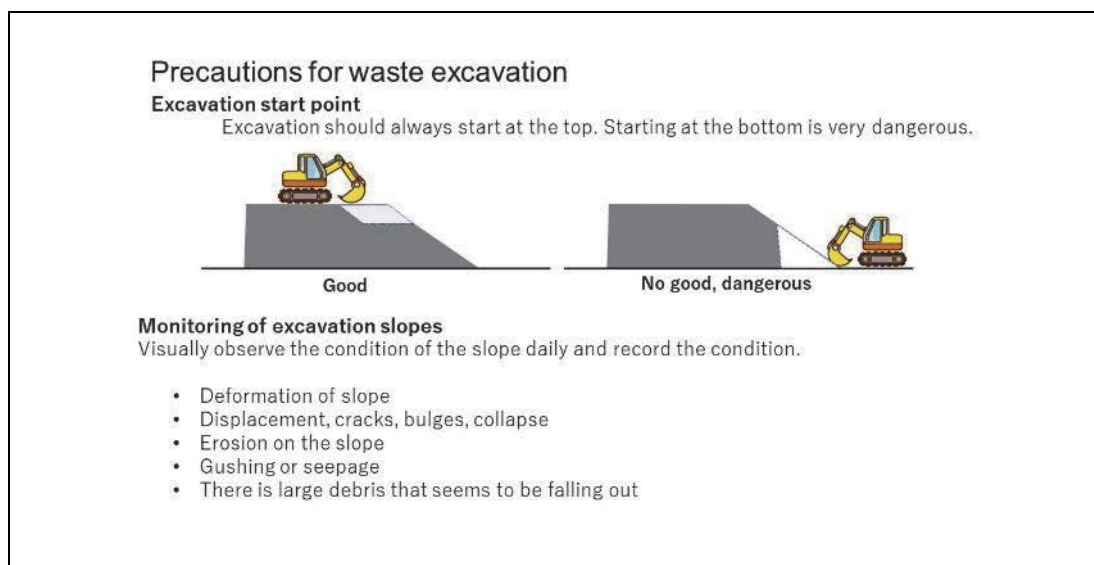 Precautions for waste excavation
Excavation start point
Excavation should always start at the top. Starting at the bottom is very dangerous.
Good
No good, dangerous
Monitoring of excavation slopes
Visually observe the condition of the slope daily and record the condition.
• Deformation of slope
• Displacement, cracks, bulges, collapse
• Erosion on the slope
• Gushing or seepage
• There is large debris that seems to be falling out